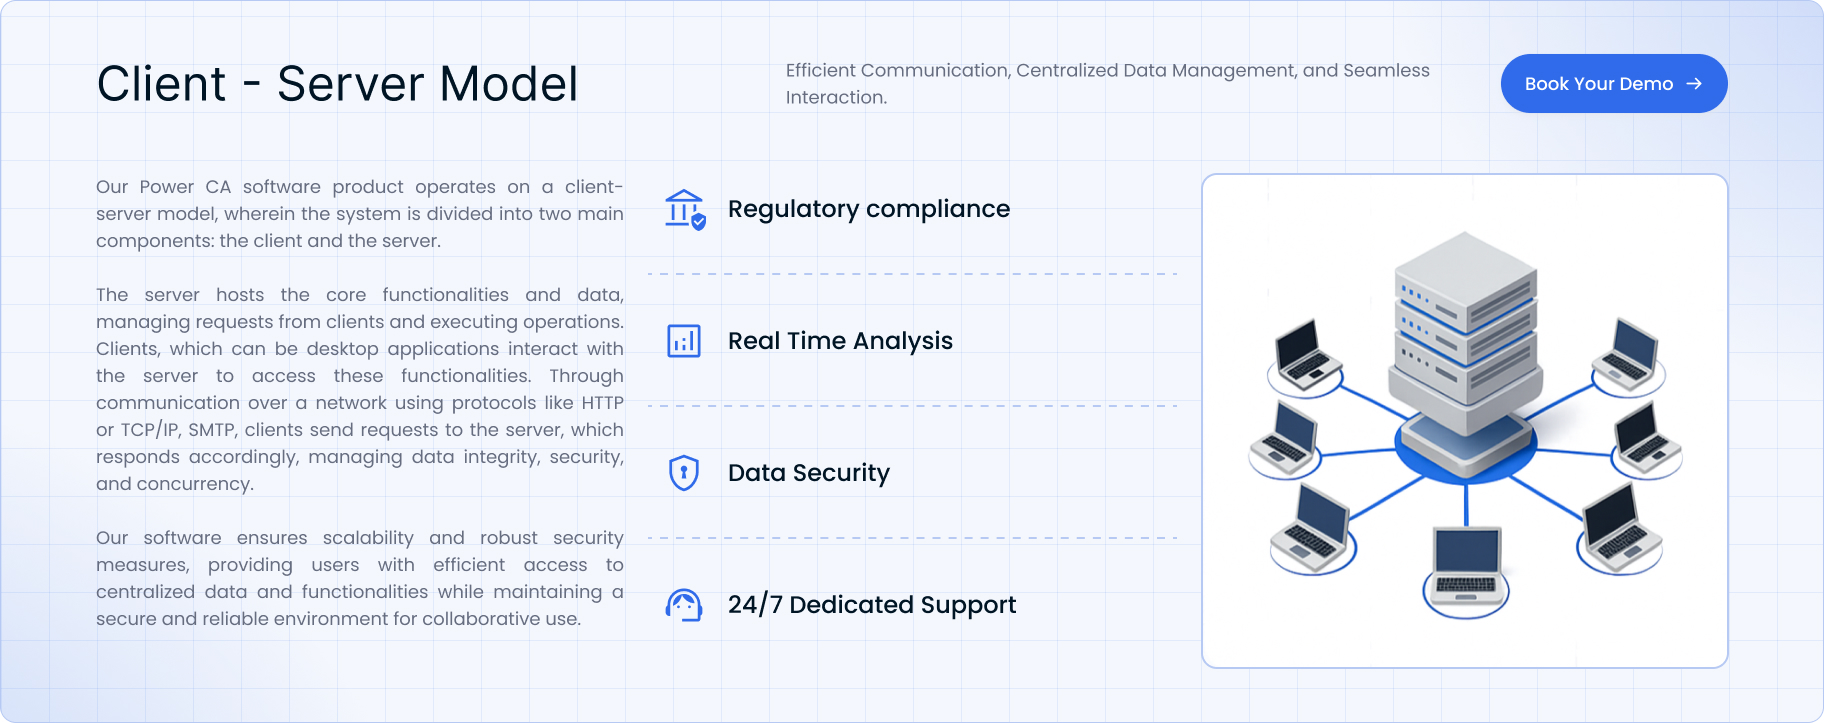 Client - Server Model
Efficient Communication, Centralized Data Management, and Seamless
Interaction.
Book Your Demo →
Our Power CA software product operates on a client-
server model, wherein the system is divided into two main
components: the client and the server.
The server hosts the core functionalities and data,
managing requests from clients and executing operations.
Clients, which can be desktop applications interact with
the server to access these functionalities. Through
communication over a network using protocols like HTTP
or TCP/IP, SMTP, clients send requests to the server, which
responds accordingly, managing data integrity, security,
and concurrency.
Our software ensures scalability and robust security
measures, providing users with efficient access to
centralized data and functionalities while maintaining a
secure and reliable environment for collaborative use.
Regulatory compliance
Real Time Analysis
Data Security
24/7 Dedicated Support